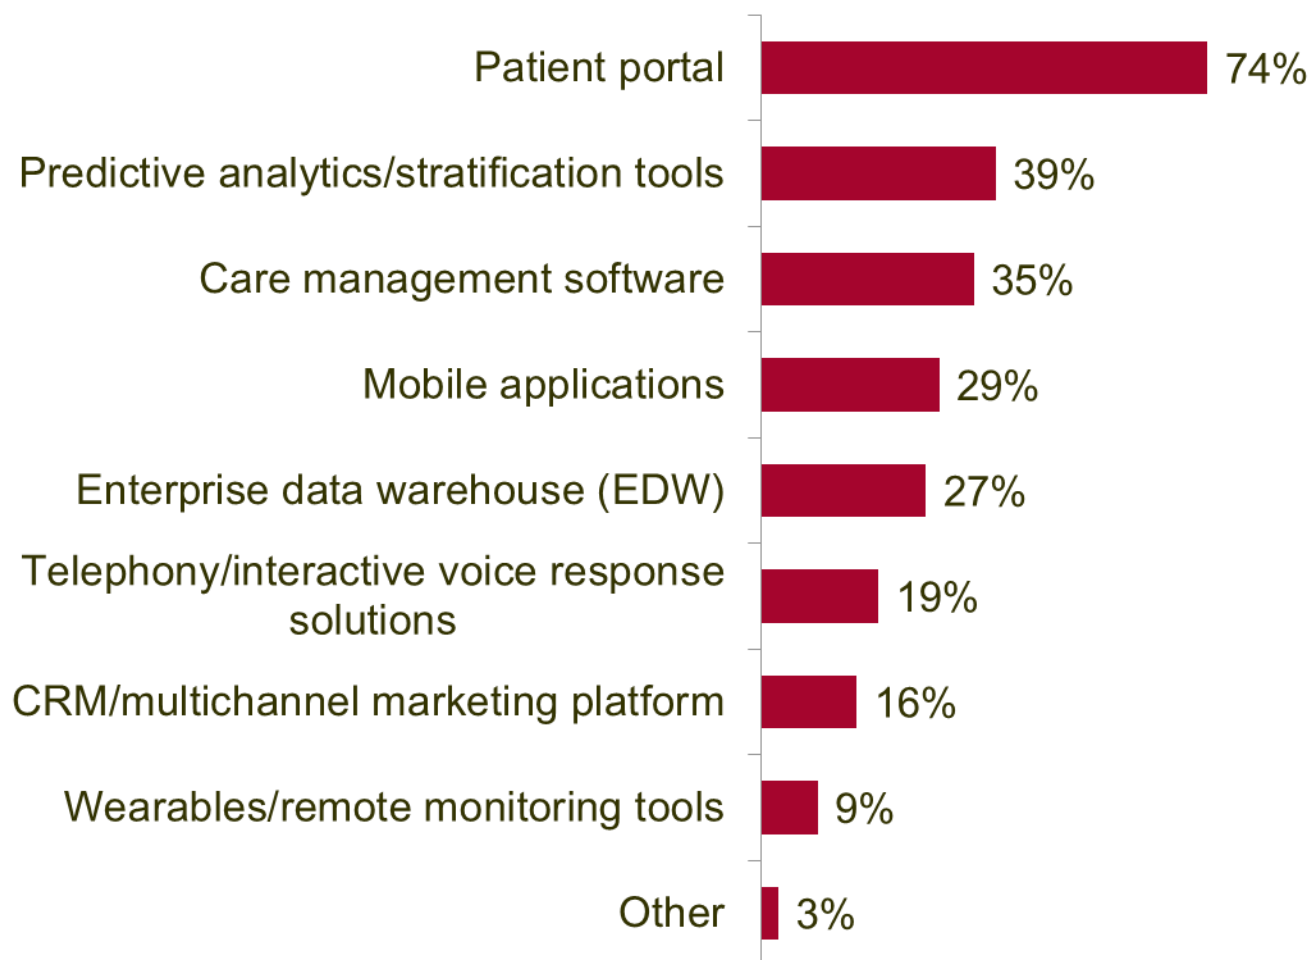 Patient portal 74%
Predictive analytics/stratification tools 39%
Care management software 35%
Mobile applications 29%
Enterprise data warehouse (EDW) 27%
Telephony/interactive voice response
solutions 19%
CRM/multichannel marketing platform 16%
Wearables/remote monitoring tools 9%
Other 3%